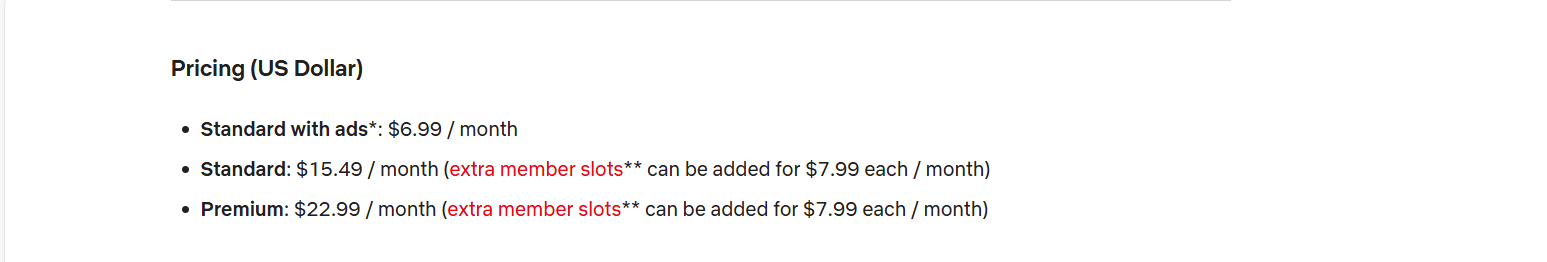 Pricing (US Dollar)
• Standard with ads*: $6.99 / month
• Standard: $15.49 / month (extra member slots** can be added for $7.99 each / month)
• Premium: $22.99 / month (extra member slots** can be added for $7.99 each / month)